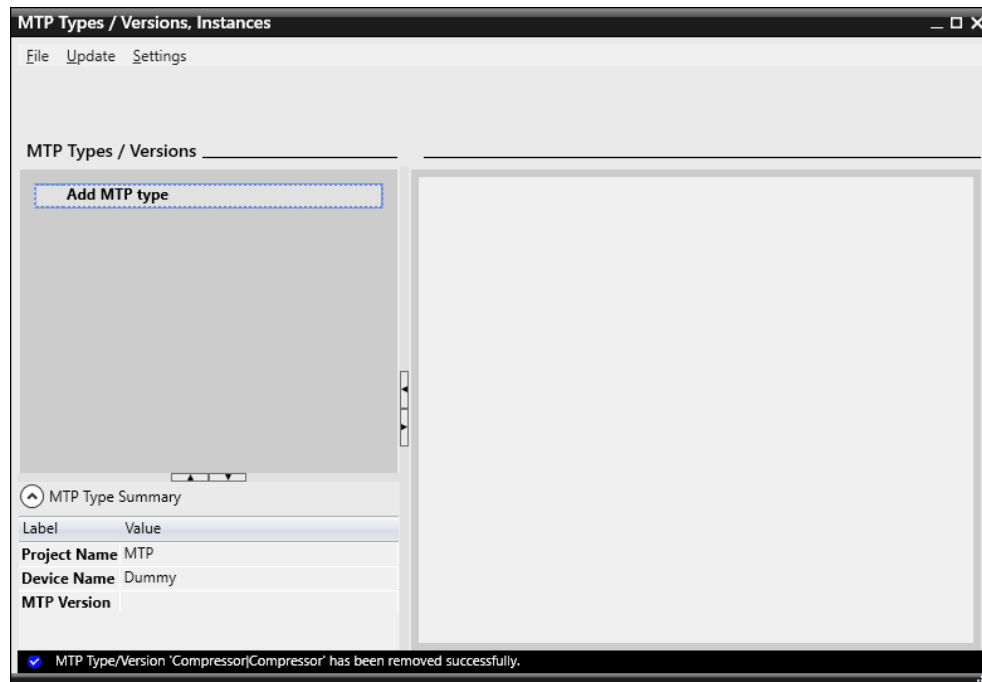 MTP Types / Versions, Instances
File Update Settings
MTP Types / Versions
Add MTP type
MTP Type Summary
Label Value
Project Name MTP
Device Name Dummy
MTP Version
MTP Type/Version 'Compressor|Compressor' has been removed successfully.